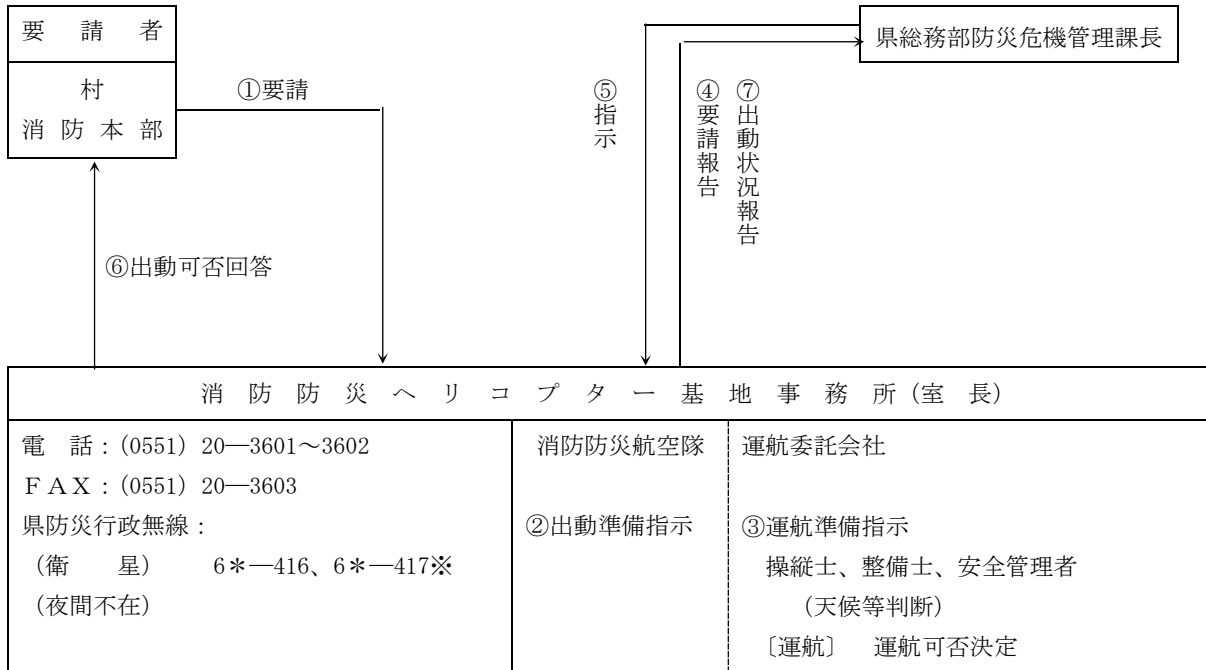 要請者
村
消防本部
①要請
⑥出動可否回答
県総務部防災危機管理課長
⑤指示
④要請報告
⑦出動状況報告
消防防災ヘリコプター基地事務所(室長)
電　話：(0551) 20―3601～3602
ＦＡＸ：(0551) 20―3603
県防災行政無線：
（衛　　星）　　6＊―416、6＊―417※
（夜間不在）
消防防災航空隊
②出動準備指示
運航委託会社
③運航準備指示
操縦士、整備士、安全管理者
（天候等判断）
〔運航〕　運航可否決定